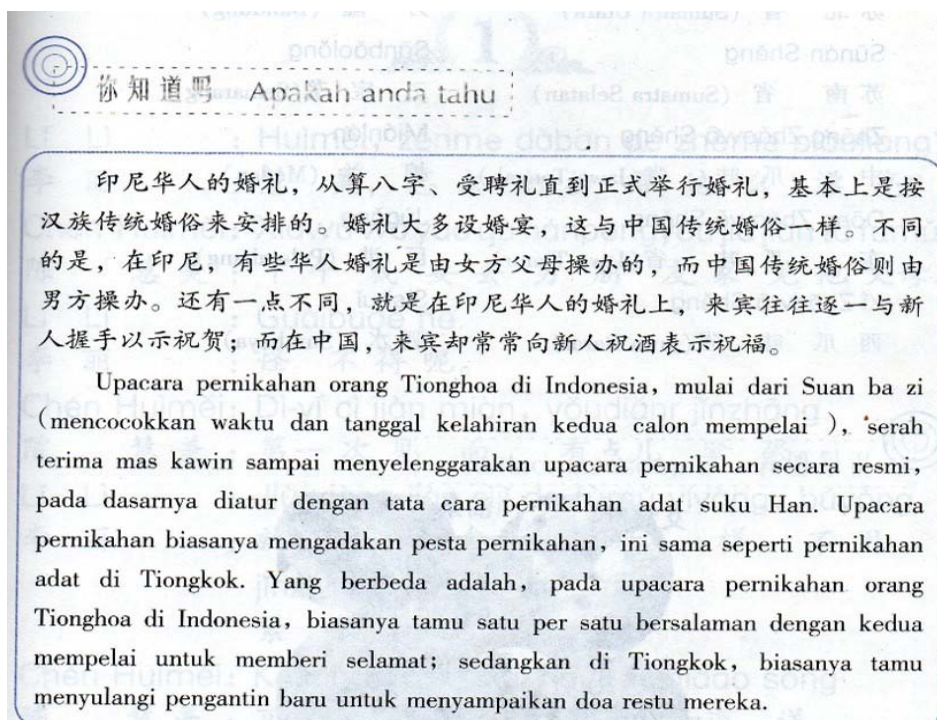 你知道吗 Apakah anda tahu
印尼华人的婚礼，从算八字、受聘礼直到正式举行婚礼，基本上是按
汉族传统婚俗来安排的。婚礼大多设婚宴，这与中国传统婚俗一样。不同
的是，在印尼，有些华人婚礼是由女方父母操办的，而中国传统婚俗则由
男方操办。还有一点不同，就是在印尼华人的婚礼上，来宾往往逐一与新
人握手以示祝贺；而在中国，来宾却常常向新人祝酒表示祝福。
Upacara pernikahan orang Tionghoa di Indonesia, mulai dari Suan ba zi
(mencocokkan waktu dan tanggal kelahiran kedua calon mempelai ), serah
terima mas kawin sampai menyelenggarakan upacara pernikahan secara resmi,
pada dasarnya diatur dengan tata cara pernikahan adat suku Han. Upacara
pernikahan biasanya mengadakan pesta pernikahan, ini sama seperti pernikahan
adat di Tiongkok. Yang berbeda adalah, pada upacara pernikahan orang
Tionghoa di Indonesia, biasanya tamu satu per satu bersalaman dengan kedua
mempelai untuk memberi selamat; sedangkan di Tiongkok, biasanya tamu
menyulangi pengantin baru untuk menyampaikan doa restu mereka.